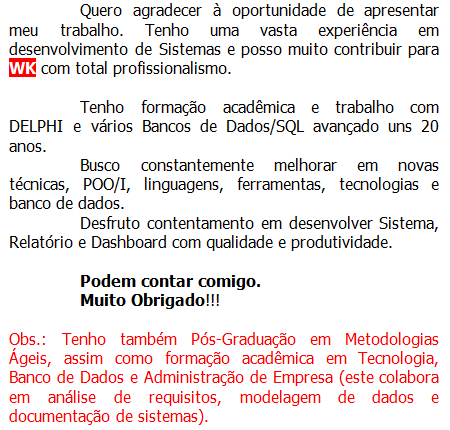 Quero agradecer à oportunidade de apresentar
meu trabalho. Tenho uma vasta experiência em
desenvolvimento de Sistemas e posso muito contribuir para
WK com total profissionalismo.
Tenho formação acadêmica e trabalho com
DELPHI e vários Bancos de Dados/SQL avançado uns 20
anos.
Busco constantemente melhorar em novas
técnicas, POO/I, linguagens, ferramentas, tecnologias e
banco de dados.
Desfruto contentamento em desenvolver Sistema,
Relatório e Dashboard com qualidade e produtividade.
Podem contar comigo.
Muito Obrigado!!!
Obs.: Tenho também Pós-Graduação em Metodologias
Ágeis, assim como formação acadêmica em Tecnologia,
Banco de Dados e Administração de Empresa (este colabora
em análise de requisitos, modelagem de dados e
documentação de sistemas).